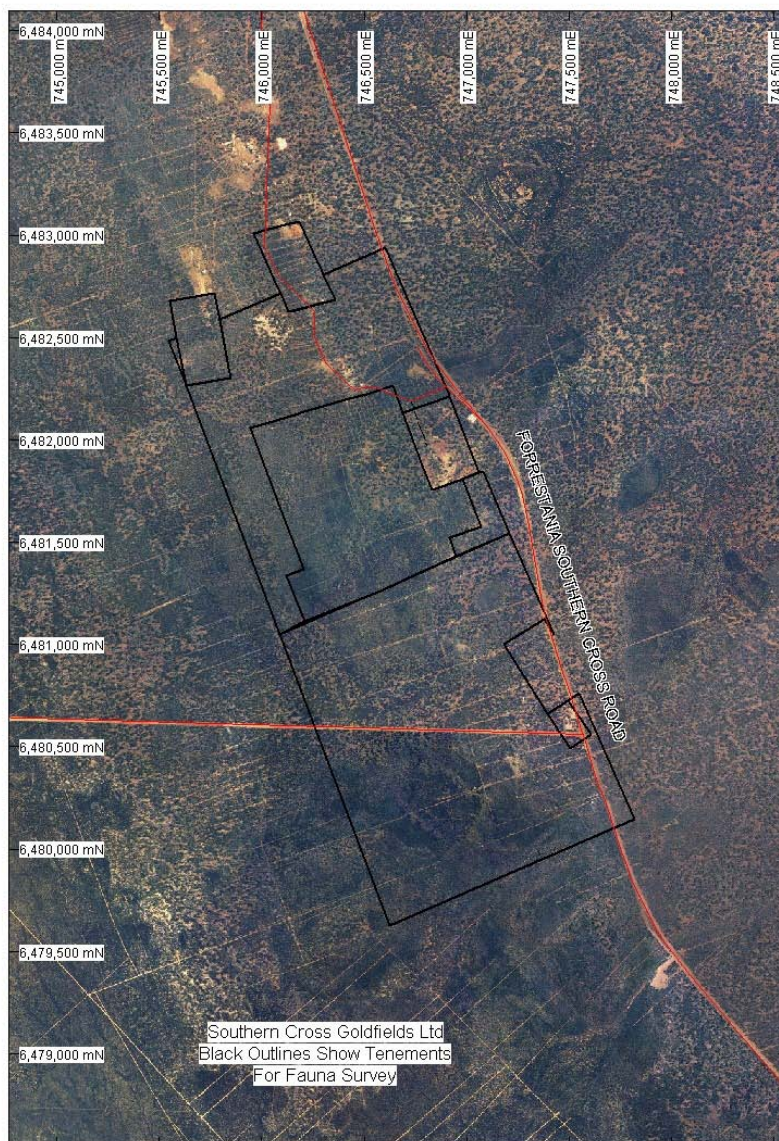 6,484,000 mN
745,000 mE
745,500 mE
746,000 mE
746,500 mE
747,000 mE
747,500 mE
748,000 mE
748,500
6,483,500 mN
6,483,000 mN
6,482,500 mN
6,482,000 mN
6,481,500 mN
6,481,000 mN
6,480,500 mN
6,480,000 mN
6,479,500 mN
6,479,000 mN
FORRESTANIA SOUTHERN CROSS ROAD
Southern Cross Goldfields Ltd
Black Outlines Show Tenements
For Fauna Survey